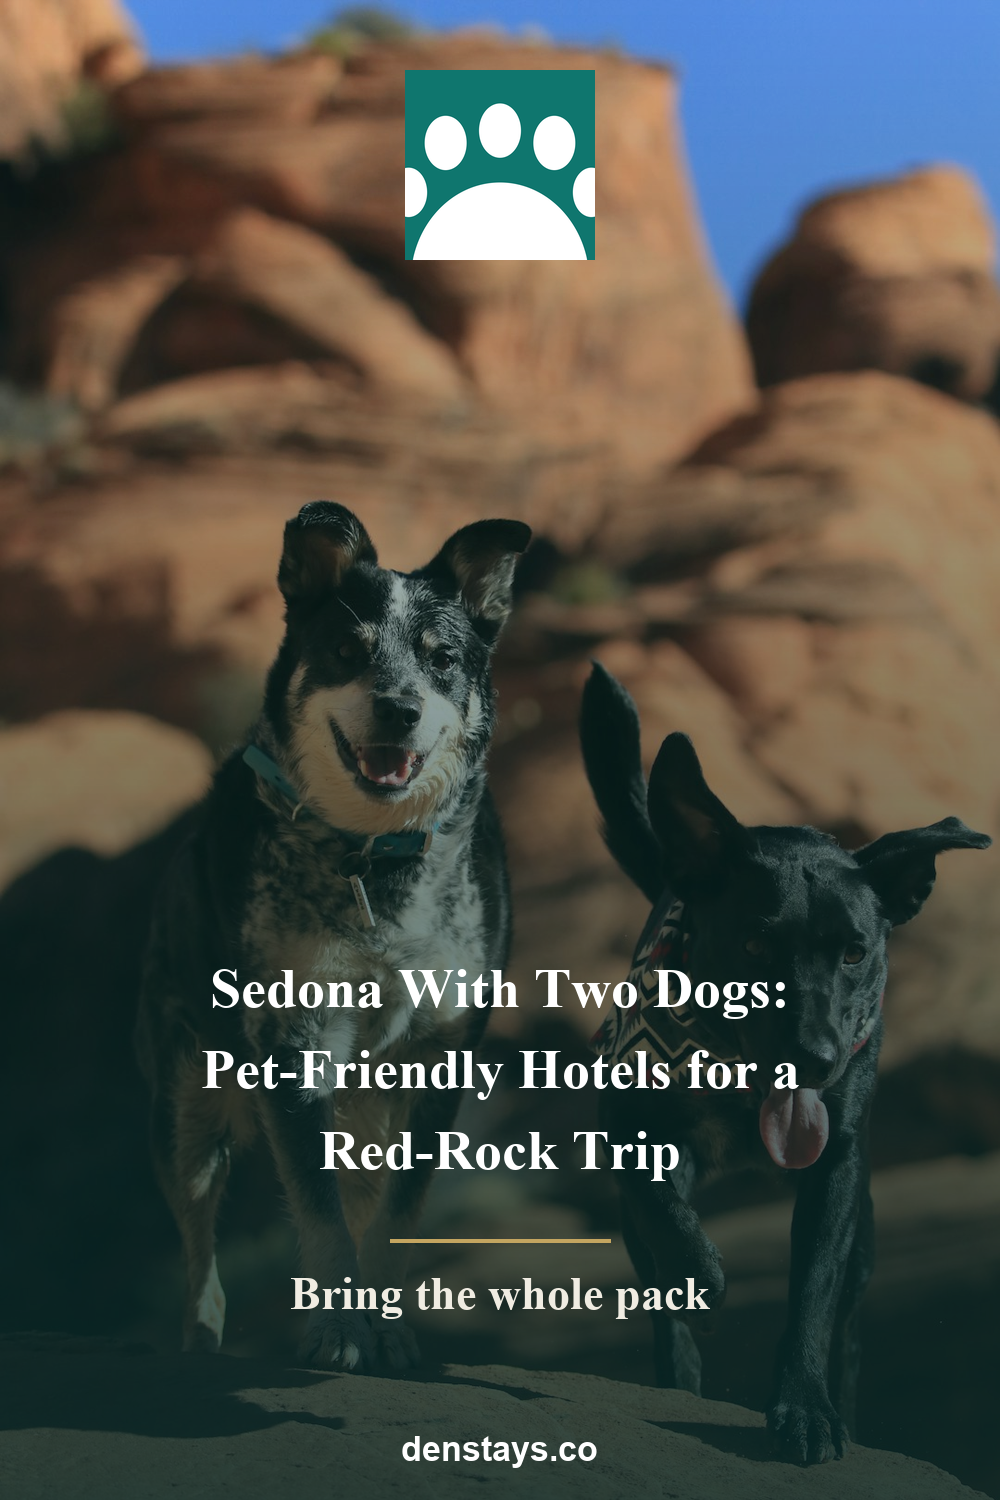 Sedona With Two Dogs:
Pet-Friendly Hotels for a
Red-Rock Trip
Bring the whole pack
denstays.co